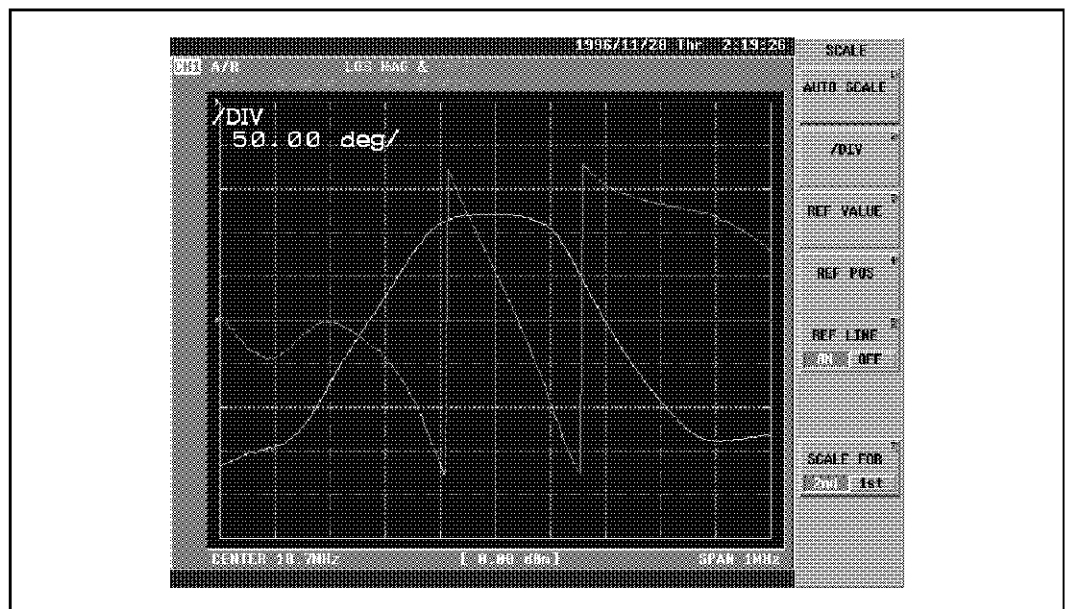 1996/11/28 Thr 2:19:26
CH1 A/R LOG MAG &
/DIV
50.00 deg/
CENTER 10.7MHz [ 0.00 dBm] SPAN 1MHz
SCALE
AUTO SCALE
/DIV
REF VALUE
REF POS
REF LINE
ON OFF
SCALE FOR
2nd 1st